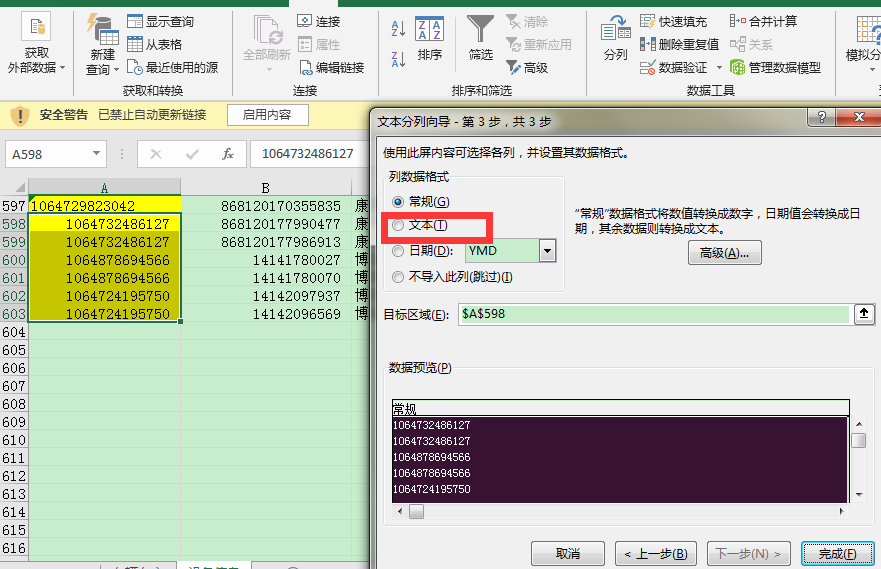 获取
外部数据
新建
查询
显示查询
从表格
最近使用的源
获取和转换
全部刷新
连接
属性
编辑链接
连接
排序
筛选
清除
重新应用
高级
排序和筛选
分列
快速填充
删除重复值
数据验证
合并计算
关系
管理数据模型
数据工具
模拟分
安全警告 已禁止自动更新链接 启用内容
A598 fx 1064732486127
A B
597 1064729823042 868120170355835 康
598 1064732486127 868120177990477 康
599 1064732486127 868120177986913 康
600 1064878694566 14141780027 博
601 1064878694566 14141780070 博
602 1064724195750 14142097937 博
603 1064724195750 14142096569 博
604
605
606
607
608
609
610
611
612
613
614
615
616
文本分列向导 - 第 3 步，共 3 步
使用此屏内容可选择各列，并设置其数据格式。
列数据格式
常规(G)
文本(T)
日期(D): YMD
不导入此列(跳过)(I)
“常规”数据格式将数值转换成数字，日期值会转换成日
期，其余数据则转换成文本。
高级(A)...
目标区域(E): $A$598
数据预览(P)
常规
1064732486127
1064732486127
1064878694566
1064878694566
1064724195750
取消 < 上一步(B) 下一步(N) > 完成(F)